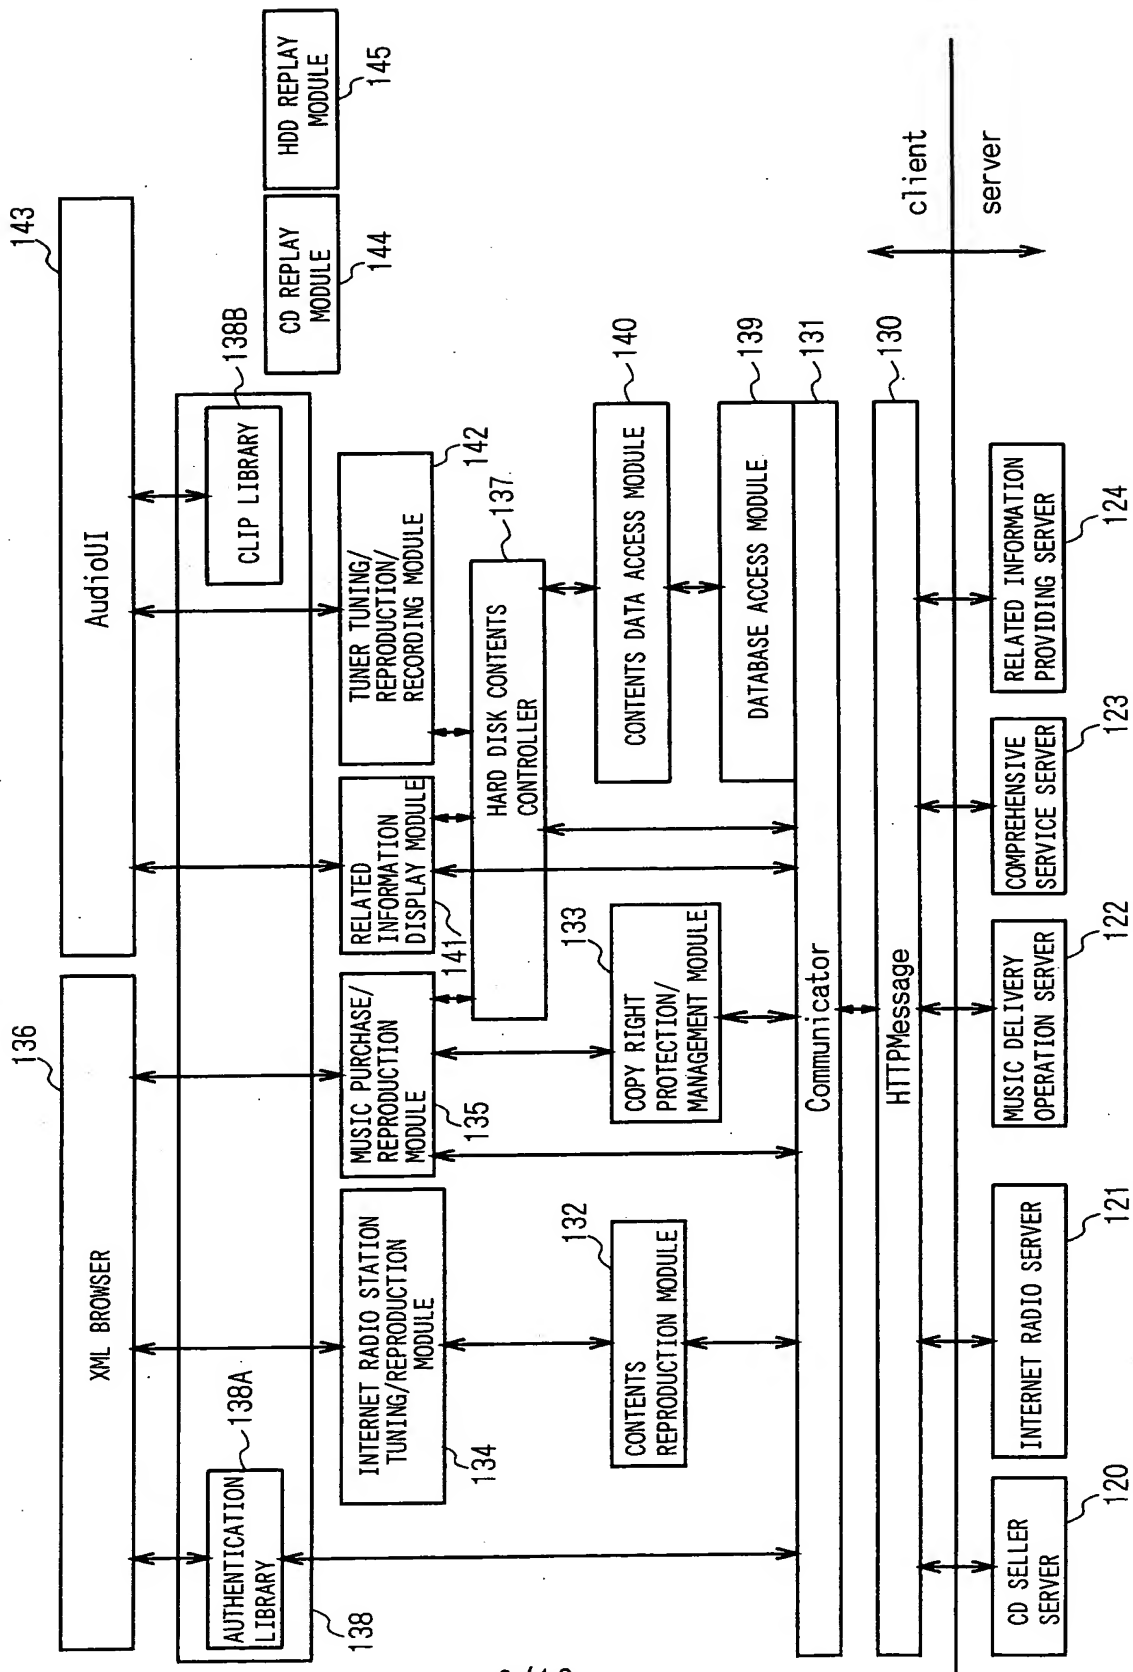 136
XML BROWSER
143
AudioUI
138A
AUTHENTICATION
LIBRARY
138
138B
CLIP LIBRARY
CD REPLAY
MODULE
144
HDD REPLAY
MODULE
145
INTERNET RADIO STATION
TUNING/REPRODUCTION
MODULE
134
MUSIC PURCHASE/
REPRODUCTION
MODULE
135
RELATED
INFORMATION
DISPLAY MODULE
141
TUNER TUNING/
REPRODUCTION/
RECORDING MODULE
142
HARD DISK CONTENTS
CONTROLLER
137
132
CONTENTS
REPRODUCTION MODULE
133
COPY RIGHT
PROTECTION/
MANAGEMENT MODULE
CONTENTS DATA ACCESS MODULE
140
DATABASE ACCESS MODULE
139
Communicator
131
HTTPMessage
130
client
server
CD SELLER
SERVER
120
INTERNET RADIO SERVER
121
MUSIC DELIVERY
OPERATION SERVER
122
COMPREHENSIVE
SERVICE SERVER
123
RELATED INFORMATION
PROVIDING SERVER
124